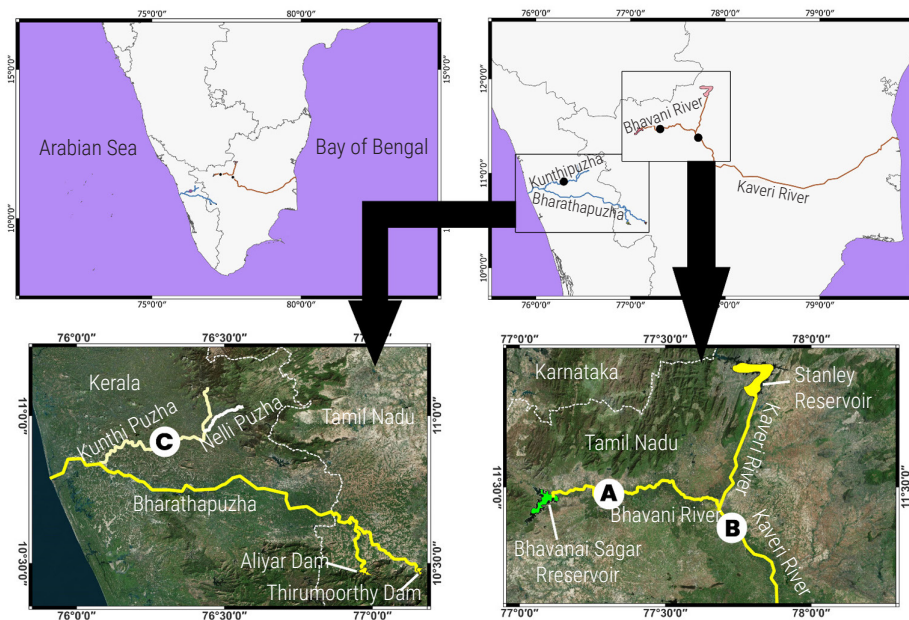 Arabian Sea
Bay of Bengal
15°0'0"
10°0'0"
15°0'0"
10°0'0"
75°0'0"
80°0'0"
Bhavani River
Kunthipuzha
Bharathapuzha
Kaveri River
12°0'0"
11°0'0"
10°0'0"
12°0'0"
11°0'0"
10°0'0"
76°0'0"
77°0'0"
78°0'0"
79°0'0"
76°0'0"
76°30'0"
77°0'0"
Kerala
Tamil Nadu
Kunthi Puzha
Nelli Puzha
C
Bharathapuzha
Aliyar Dam
Thirumoorthy Dam
11°0'0"
10°30'0"
11°0'0"
10°30'0"
76°0'0"
76°30'0"
77°0'0"
77°0'0"
77°30'0"
78°0'0"
Karnataka
Stanley
Reservoir
Tamil Nadu
Kaveri River
A
Bhavani River
B
Bhavanai Sagar
Rreservoir
Kaveri River
11°30'0"
11°30'0"
77°0'0"
77°30'0"
78°0'0"